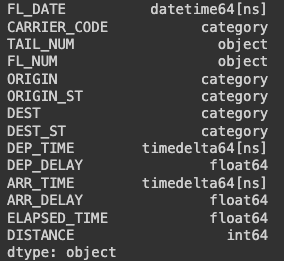 FL_DATE datetime64[ns]
CARRIER_CODE category
TAIL_NUM object
FL_NUM object
ORIGIN category
ORIGIN_ST category
DEST category
DEST_ST category
DEP_TIME timedelta64[ns]
DEP_DELAY float64
ARR_TIME timedelta64[ns]
ARR_DELAY float64
ELAPSED_TIME float64
DISTANCE int64
dtype: object